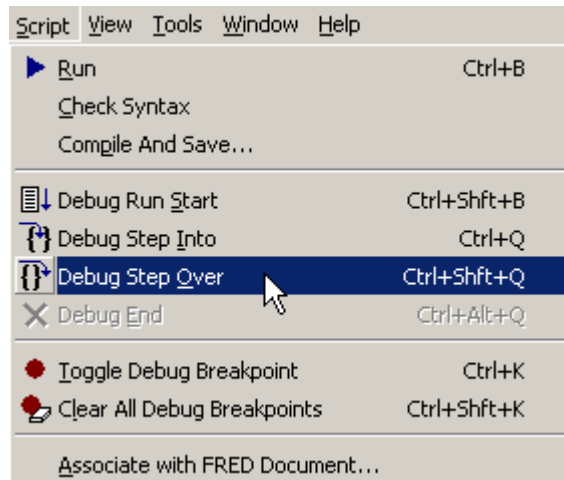 Script View Tools Window Help
Run Ctrl+B
Check Syntax
Compile And Save...
Debug Run Start Ctrl+Shft+B
Debug Step Into Ctrl+Q
Debug Step Over Ctrl+Shft+Q
Debug End Ctrl+Alt+Q
Toggle Debug Breakpoint Ctrl+K
Clear All Debug Breakpoints Ctrl+Shft+K
Associate with FRED Document...